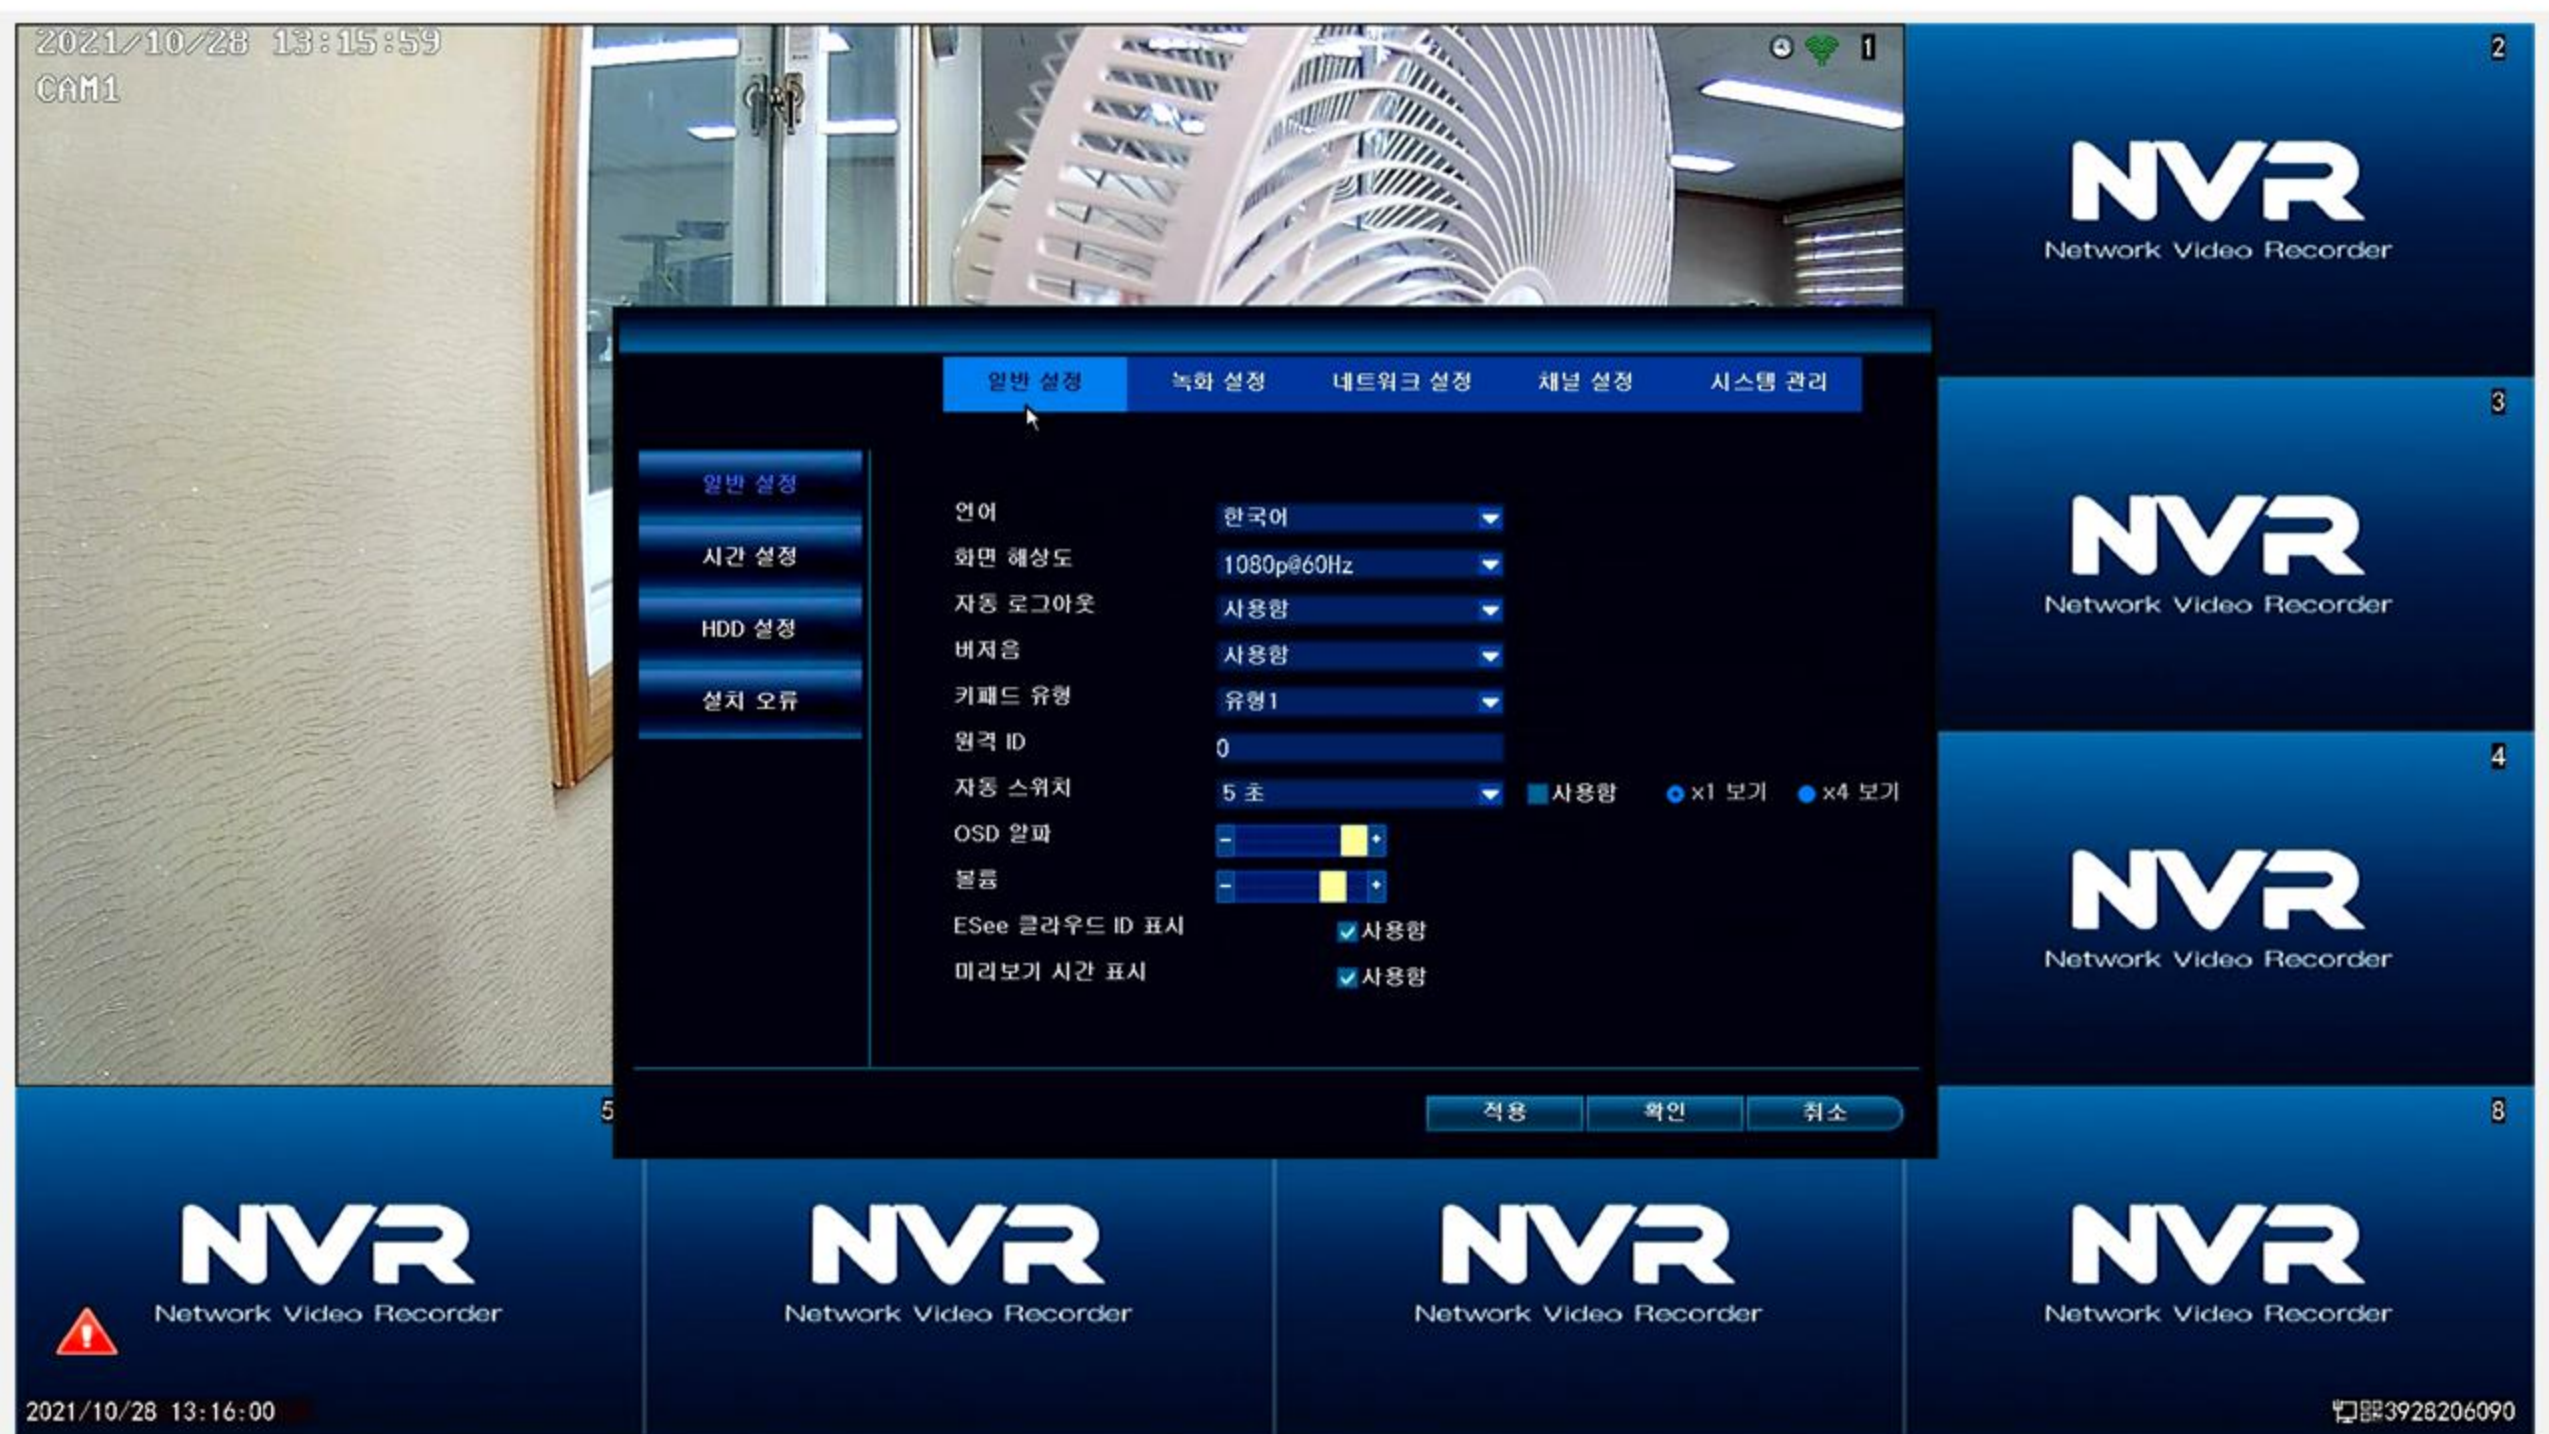 2021/10/28 13:15:59
CAM1
1
2
NVR
Network Video Recorder
일반 설정 녹화 설정 네트워크 설정 채널 설정 시스템 관리
3
NVR
Network Video Recorder
일반 설정
시간 설정
HDD 설정
설치 오류
언어 한국어
화면 해상도 1080p@60Hz
자동 로그아웃 사용함
버저음 사용함
키패드 유형 유형1
원격 ID 0
자동 스위치 5 초 사용함 x1 보기 x4 보기
OSD 알파 - +
볼륨 - +
ESee 클라우드 ID 표시 사용함
미리보기 시간 표시 사용함
적용 확인 취소
4
NVR
Network Video Recorder
5
NVR
Network Video Recorder
NVR
Network Video Recorder
NVR
Network Video Recorder
8
NVR
Network Video Recorder
2021/10/28 13:16:00
3928206090